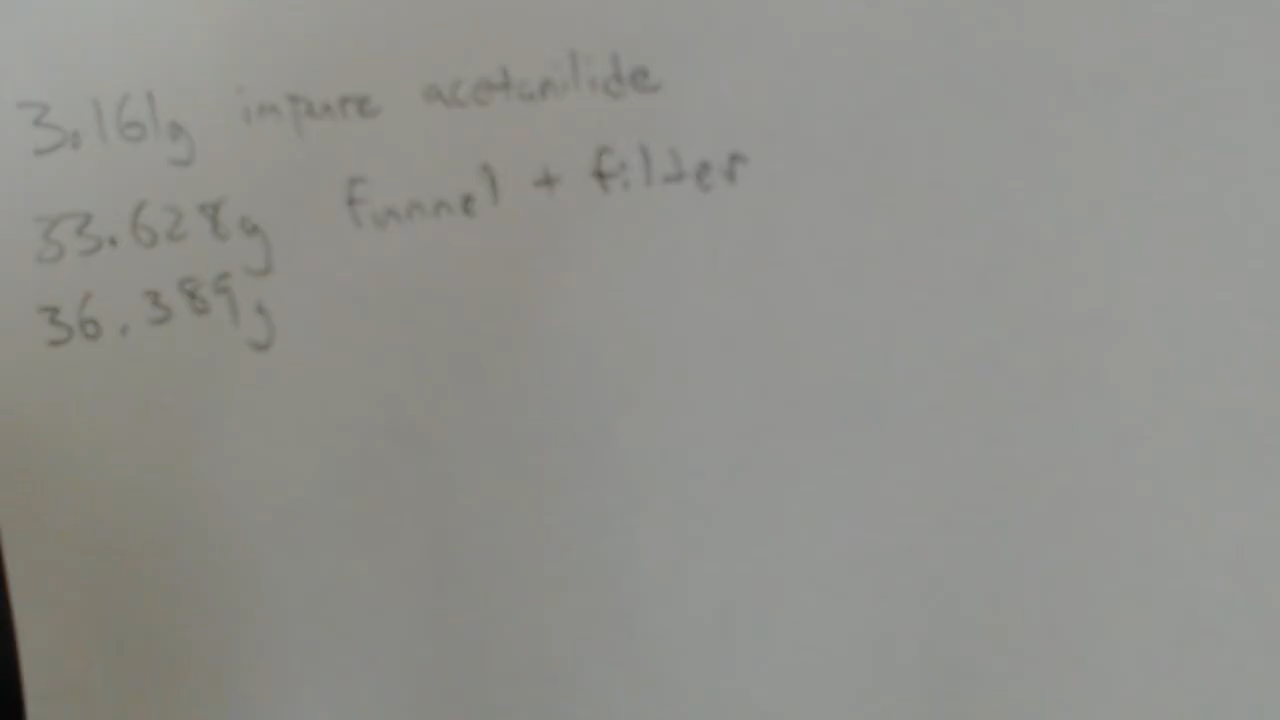 3.161g impure acetanilide
33.628g funnel + filter
36.389g